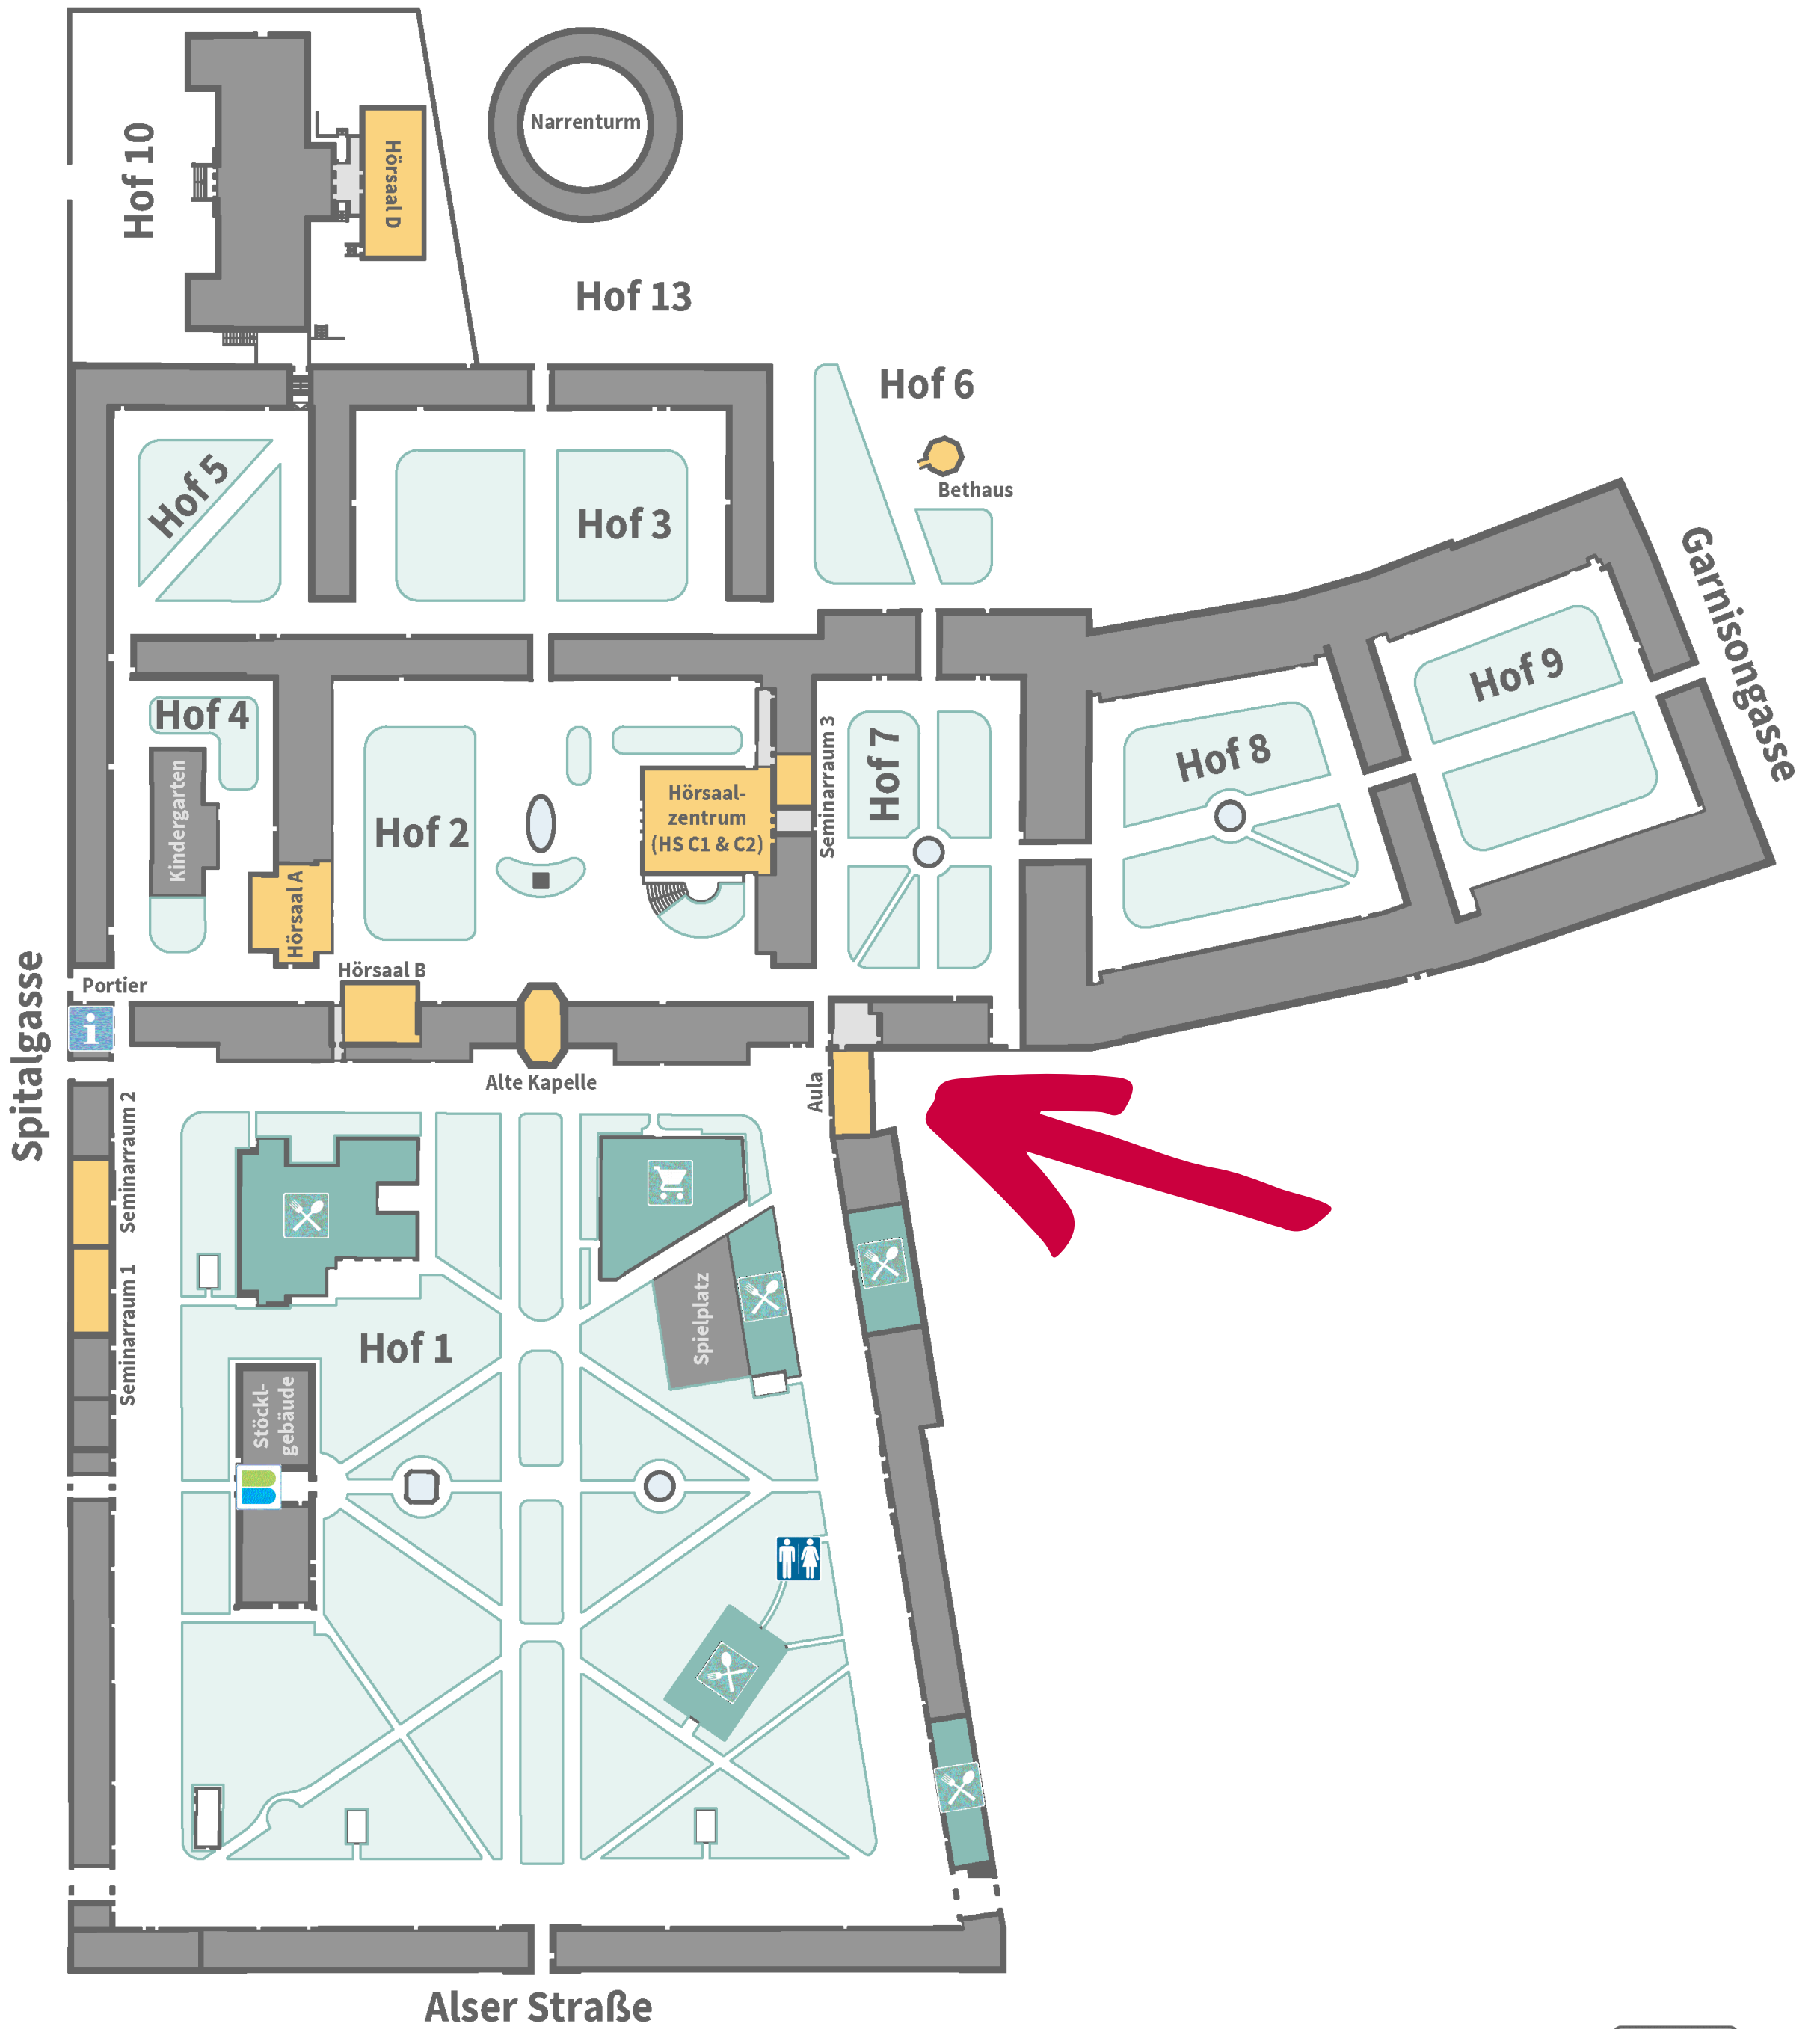 Narrenturm
Hof 10
Hörsaal D
Hof 13
Hof 6
Bethaus
Hof 5
Hof 3
Garnisongasse
Hof 9
Hof 4
Hof 8
Hof 7
Seminarraum 3
Kindergarten
Hof 2
Hörsaal-
zentrum
(HS C1 & C2)
Hörsaal A
Hörsaal B
Portier
i
Spitalgasse
Alte Kapelle
Aula
Seminarraum 2
Seminarraum 1
Spielplatz
Hof 1
Stöckl-
gebäude
Alser Straße